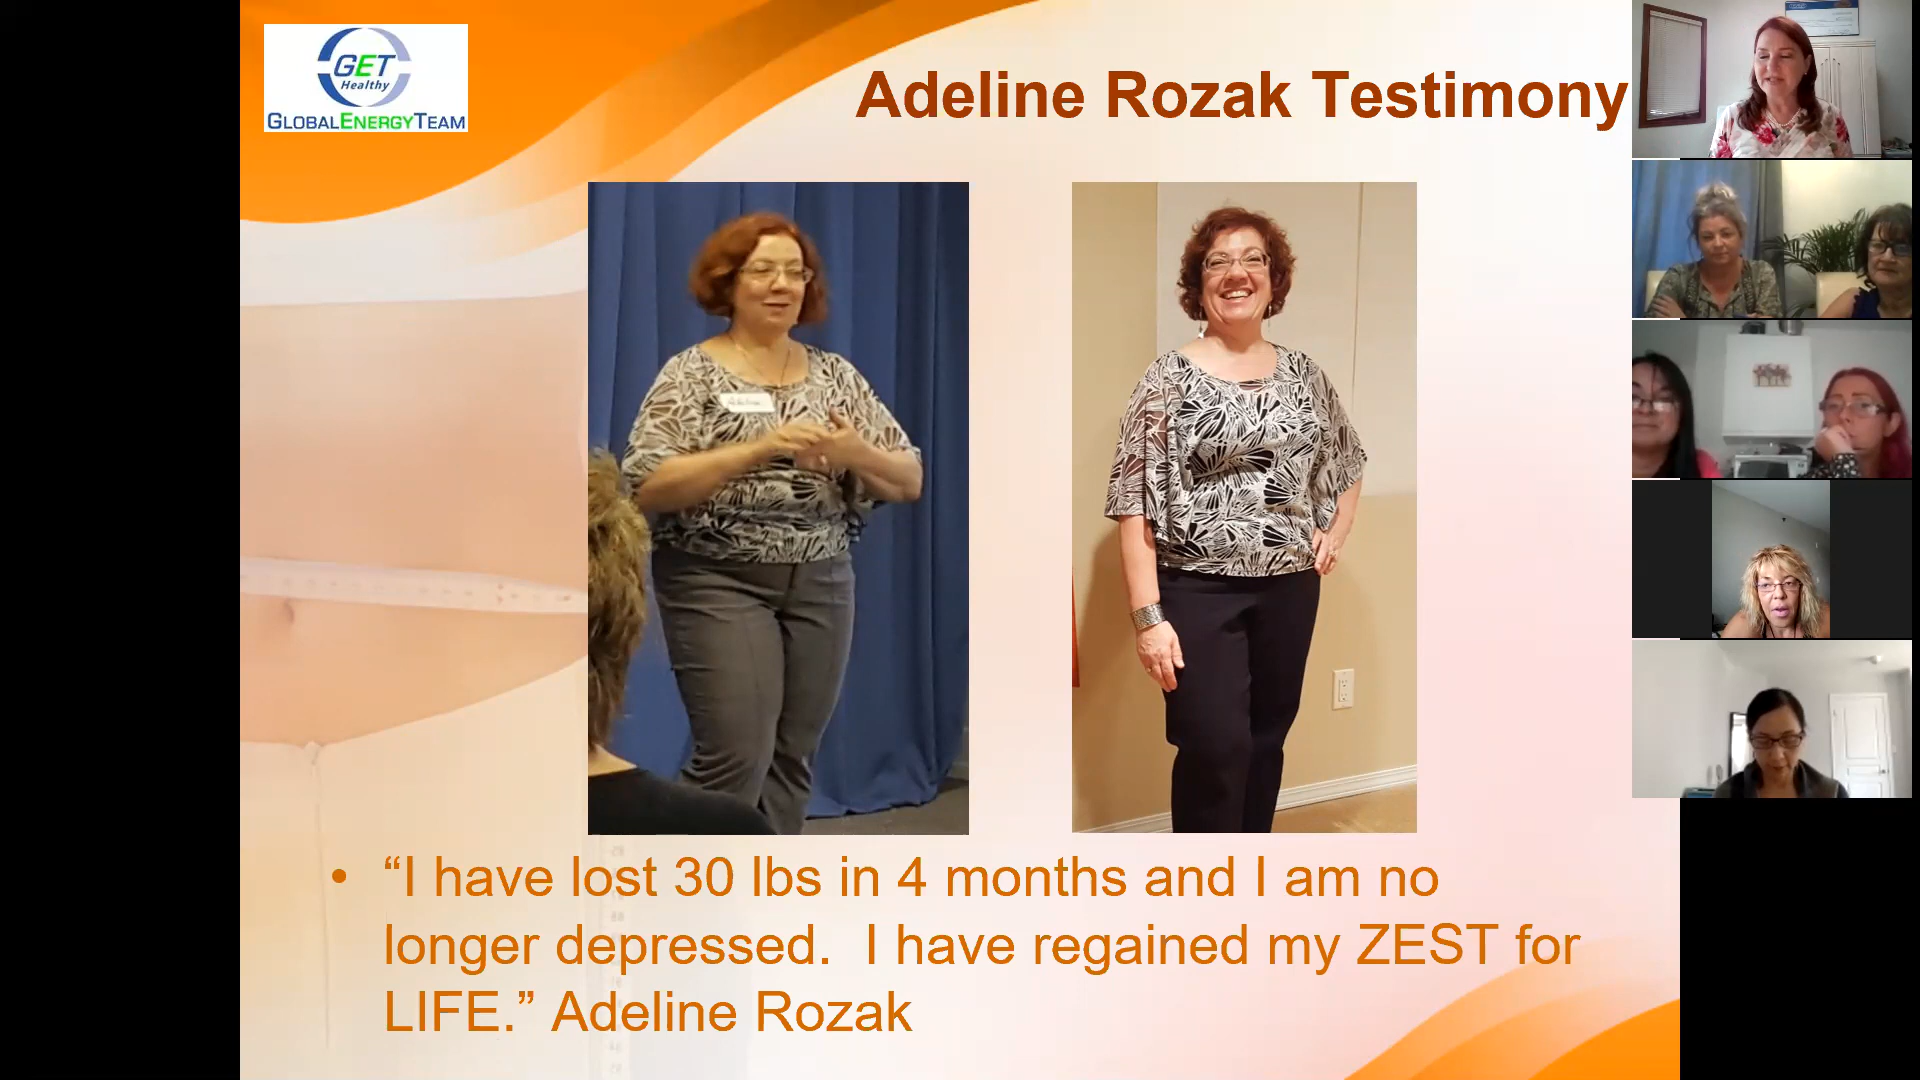 GET
Healthy
GLOBALENERGYTEAM
Adeline Rozak Testimony
• “I have lost 30 lbs in 4 months and I am no
longer depressed.  I have regained my ZEST for
LIFE.” Adeline Rozak